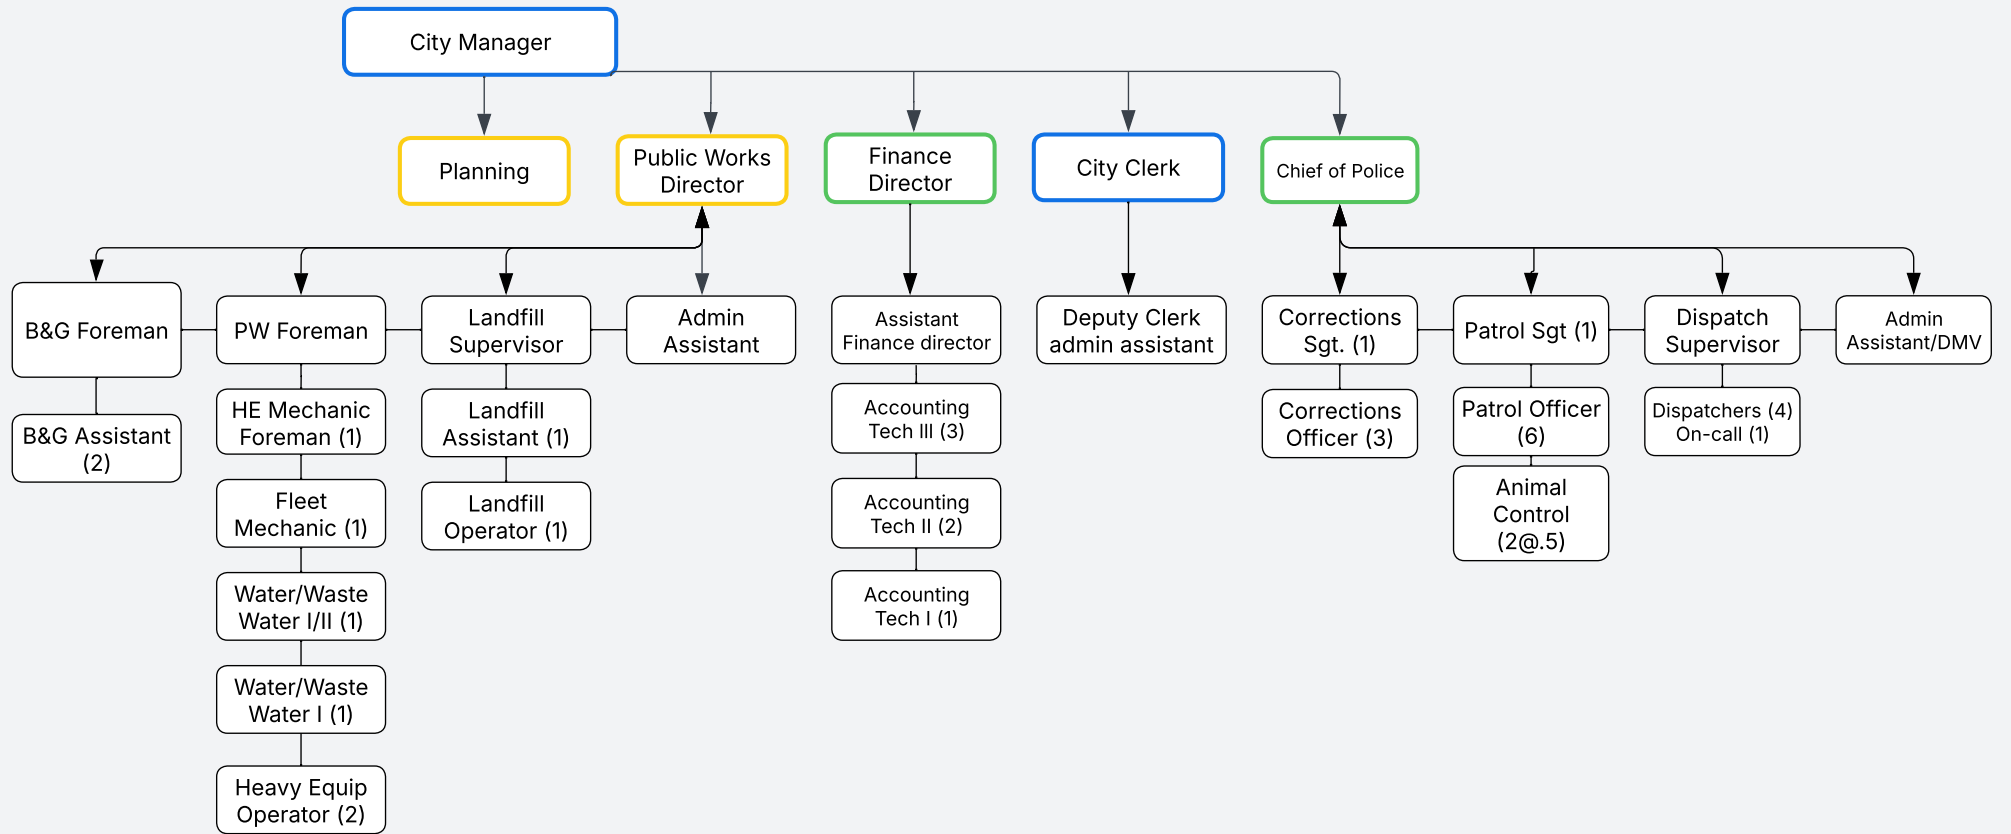 City Manager
Planning
Public Works
Director
Finance
Director
City Clerk
Chief of Police
B&G Foreman
PW Foreman
Landfill
Supervisor
Admin
Assistant
Assistant
Finance director
Deputy Clerk
admin assistant
Corrections
Sgt. (1)
Patrol Sgt (1)
Dispatch
Supervisor
Admin
Assistant/DMV
B&G Assistant
(2)
HE Mechanic
Foreman (1)
Landfill
Assistant (1)
Accounting
Tech III (3)
Corrections
Officer (3)
Patrol Officer
(6)
Dispatchers (4)
On-call (1)
Fleet
Mechanic (1)
Landfill
Operator (1)
Accounting
Tech II (2)
Animal
Control
(2@.5)
Water/Waste
Water I/II (1)
Accounting
Tech I (1)
Water/Waste
Water I (1)
Heavy Equip
Operator (2)